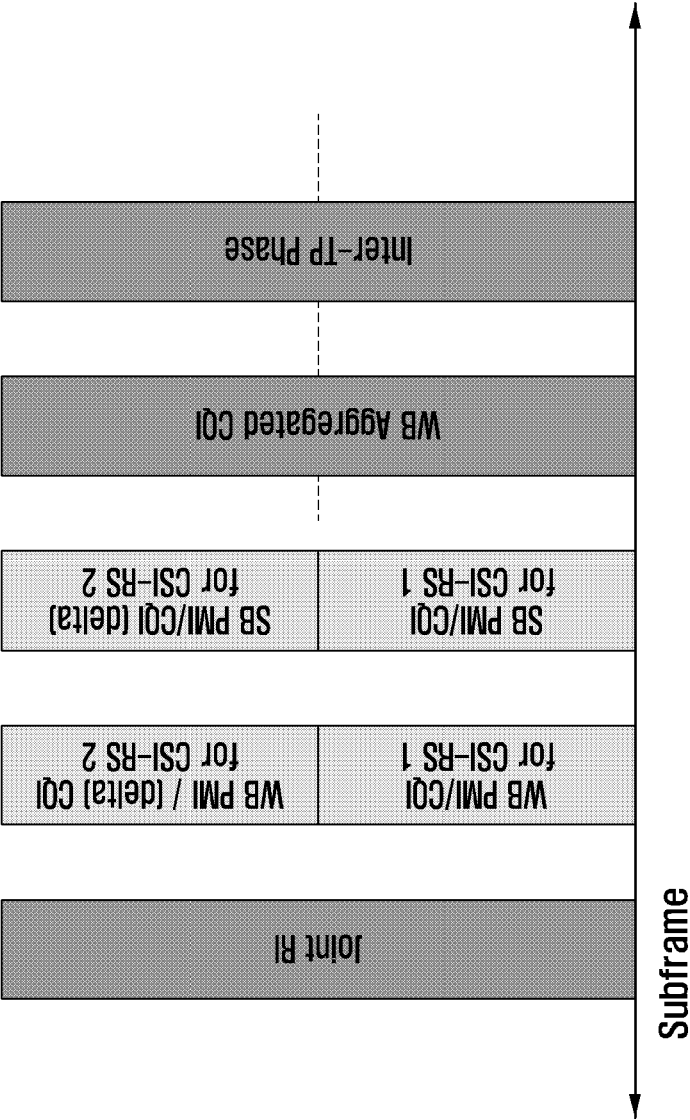 Inter-TP Phase
WB Aggregated CQI
SB PMI/CQI (delta)
for CSI-RS 2
SB PMI/CQI
for CSI-RS 1
WB PMI / (delta) CQI
for CSI-RS 2
WB PMI/CQI
for CSI-RS 1
Joint RI
Subframe